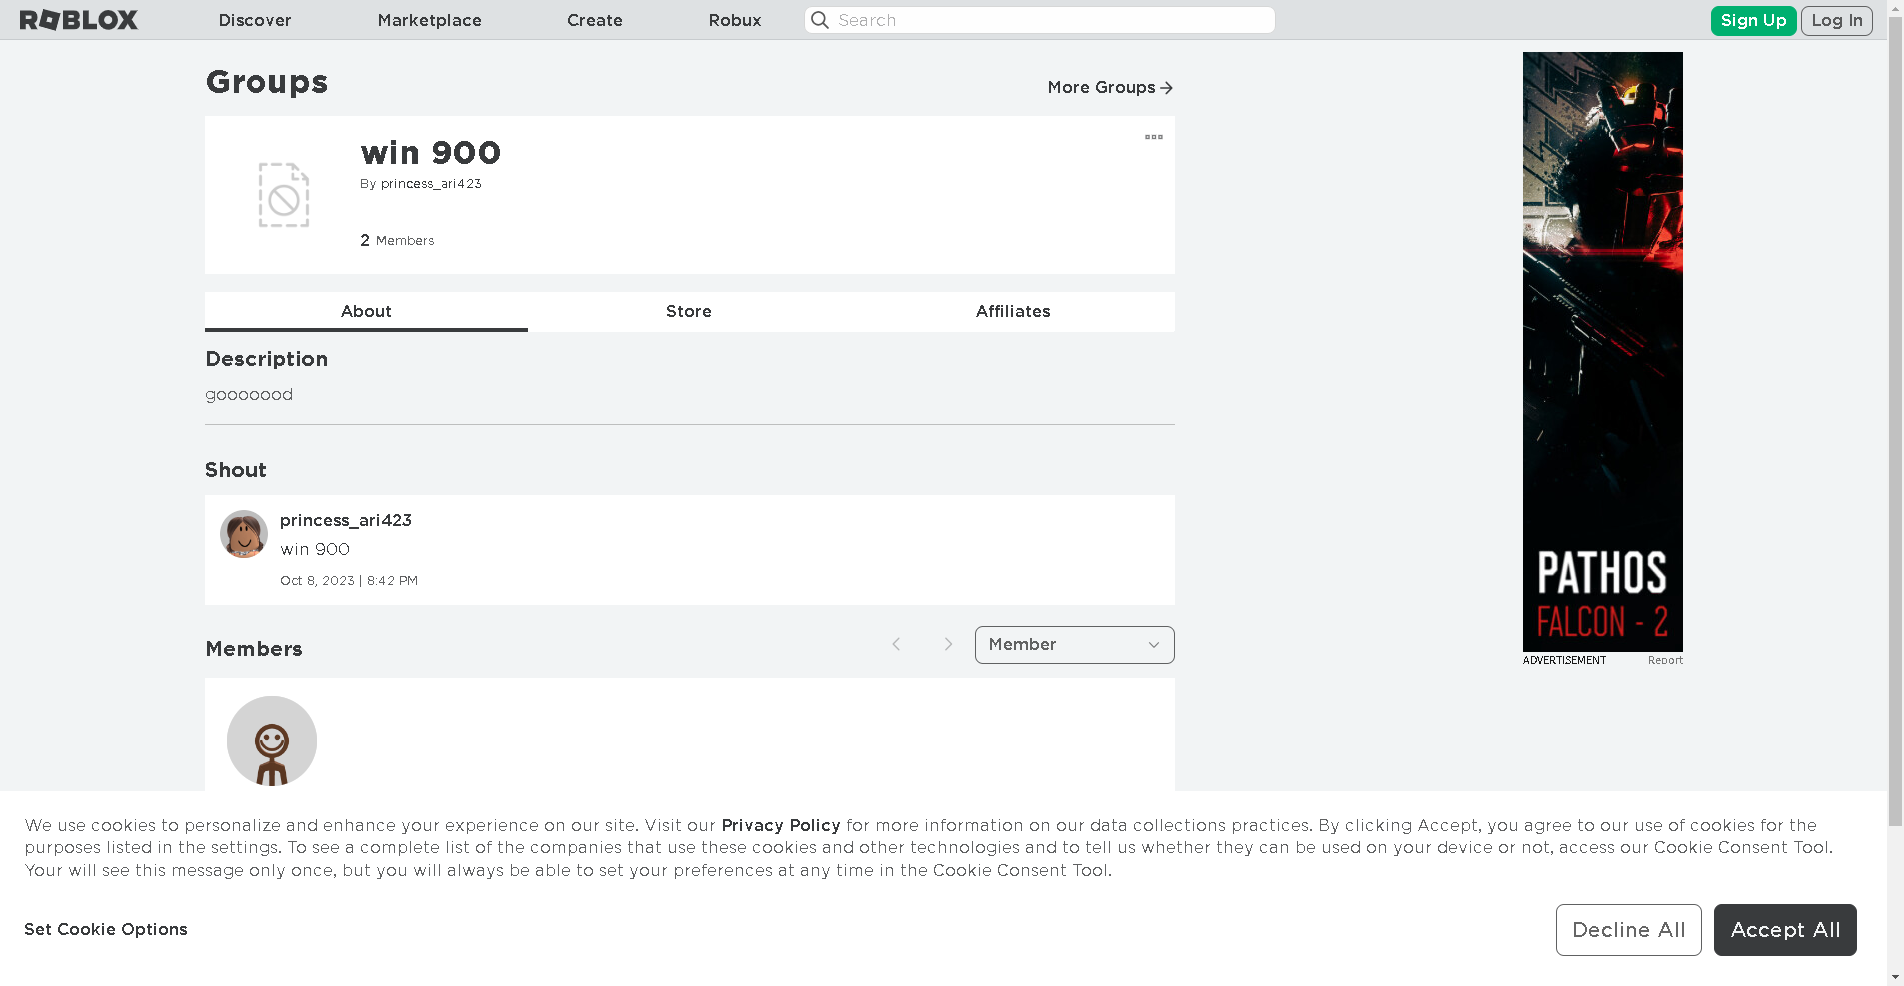 ROBLOX Discover Marketplace Create Robux Search Sign Up Log In
Groups
More Groups
win 900
By princess_ari423
2 Members
About Store Affiliates
Description
gooooood
Shout
princess_ari423
win 900
Oct 8, 2023 | 8:42 PM
Members
Member
PATHOS
FALCON - 2
ADVERTISEMENT Report
We use cookies to personalize and enhance your experience on our site. Visit our Privacy Policy for more information on our data collections practices. By clicking Accept, you agree to our use of cookies for the
purposes listed in the settings. To see a complete list of the companies that use these cookies and other technologies and to tell us whether they can be used on your device or not, access our Cookie Consent Tool.
Your will see this message only once, but you will always be able to set your preferences at any time in the Cookie Consent Tool.
Set Cookie Options
Decline All
Accept All